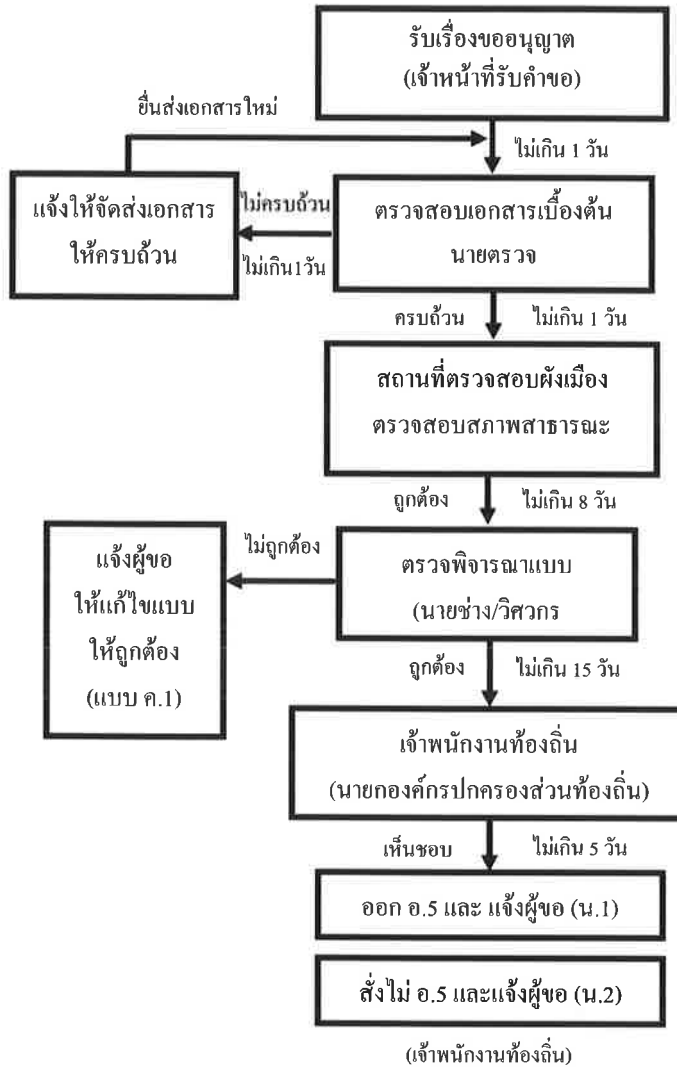 รับเรื่องขออนุญาต
(เจ้าหน้าที่รับคำขอ)
ยื่นส่งเอกสารใหม่
ไม่เกิน 1 วัน
แจ้งให้จัดส่งเอกสาร
ให้ครบถ้วน
ไม่ครบถ้วน
ไม่เกิน1วัน
ตรวจสอบเอกสารเบื้องต้น
นายตรวจ
ครบถ้วน
ไม่เกิน 1 วัน
สถานที่ตรวจสอบผังเมือง
ตรวจสอบสภาพสาธารณะ
ถูกต้อง
ไม่เกิน 8 วัน
แจ้งผู้ขอ
ให้แก้ไขแบบ
ให้ถูกต้อง
(แบบ ค.1)
ไม่ถูกต้อง
ตรวจพิจารณาแบบ
(นายช่าง/วิศวกร
ถูกต้อง
ไม่เกิน 15 วัน
เจ้าพนักงานท้องถิ่น
(นายกองค์กรปกครองส่วนท้องถิ่น)
เห็นชอบ
ไม่เกิน 5 วัน
ออก อ.5 และ แจ้งผู้ขอ (น.1)
สั่งไม่ อ.5 และแจ้งผู้ขอ (น.2)
(เจ้าพนักงานท้องถิ่น)